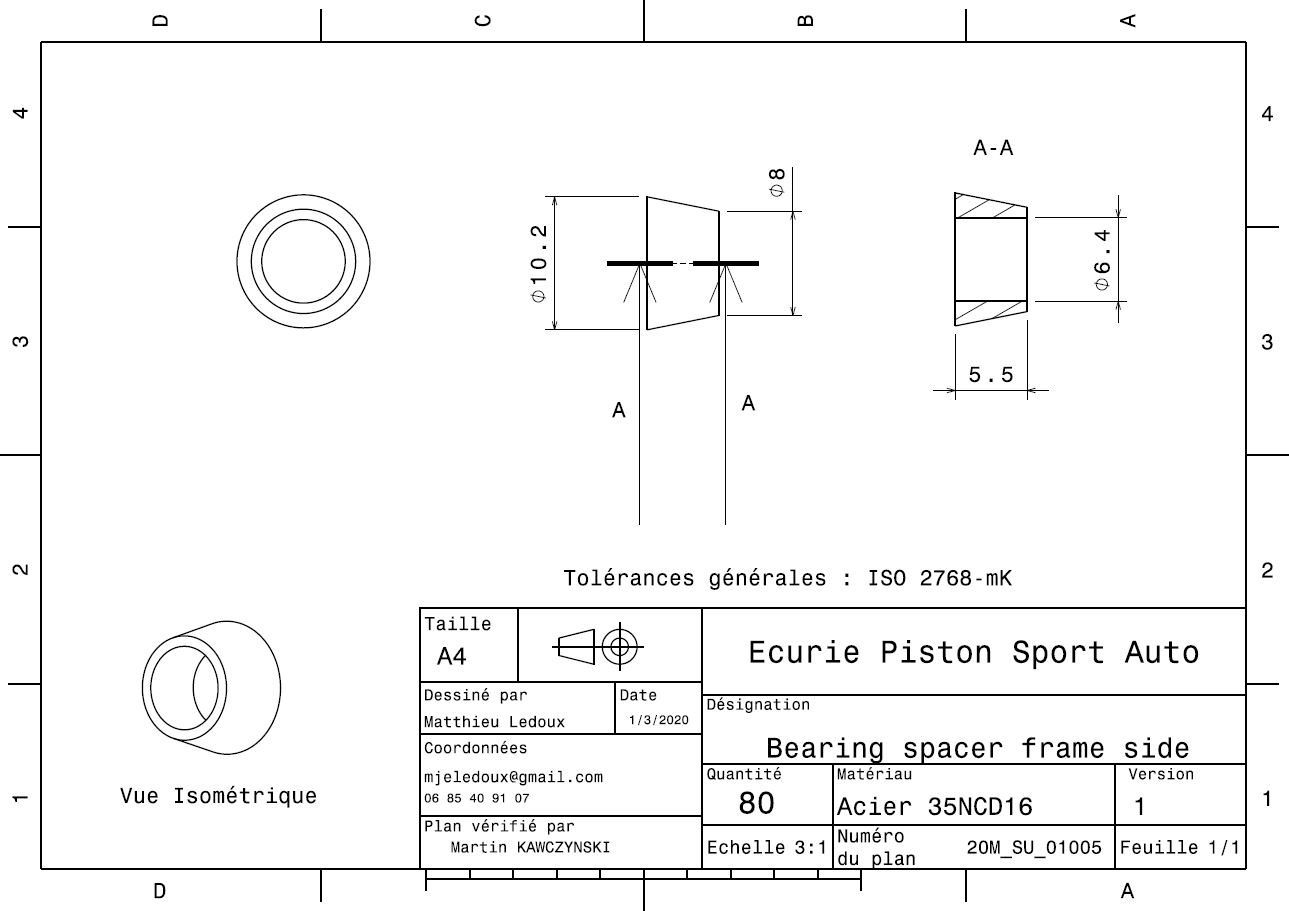 D C B A
4 4
A-A
⌀8
⌀10.2
⌀6.4
3 3
5.5
A A
2 2
Tolérances générales : ISO 2768-mK
Taille
A4
Ecurie Piston Sport Auto
Dessiné par
Matthieu Ledoux
Date
1/3/2020
Désignation
Bearing spacer frame side
Coordonnées
mjeledoux@gmail.com
06 85 40 91 07
Quantité
80
Matériau
Acier 35NCD16
Version
1
Vue Isométrique
1 1
Plan vérifié par
Martin KAWCZYNSKI
Echelle 3:1
Numéro
du plan
20M_SU_01005
Feuille 1/1
D A